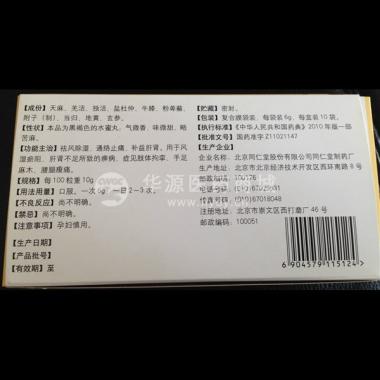 【成份】 天麻、羌活、独活、盐杜仲、牛膝、粉萆薢、
附子(制)、当归、地黄、玄参。
【性状】 本品为黑褐色的水蜜丸,气微香,味微甜、略
苦麻。
【功能主治】 祛风除湿、通络止痛、补益肝肾。用于风
湿瘀阻、肝肾不足所致的痹病,症见肢体拘挛、手足
麻木、腰腿痠痛。
【规格】 每100粒重10g
【用法用量】 口服。一次6g,一日2~3次。
【不良反应】 尚不明确。
【禁忌】 尚不明确。
【注意事项】 孕妇慎用。
【生产日期】
【产品批号】
【有效期】 至
【贮藏】 密封。
【包装】 复合膜袋装,每袋装6g,每盒装10袋。
【执行标准】 《中华人民共和国药典》2010年版一部
【批准文号】 国药准字Z11021147
【生产企业】
企业名称: 北京同仁堂股份有限公司同仁堂制药厂
生产地址: 北京市北京经济技术开发区西环南路8号
邮政编码: 100176
传真号码: (010)67018048
注册地址: 北京市崇文区西打磨厂46号
邮政编码: 100051
6904579115124
华源医药商城